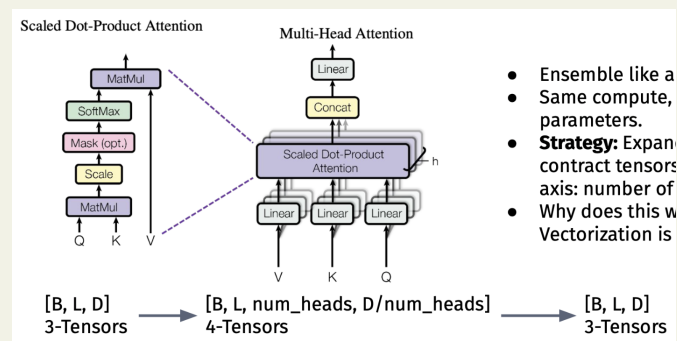 Scaled Dot-Product Attention
MatMul
SoftMax
Mask (opt.)
Scale
MatMul
Q K V
Multi-Head Attention
Linear
Concat
Scaled Dot-Product
Attention
h
Linear Linear Linear
V K Q
● Ensemble like a
● Same compute,
parameters.
● Strategy: Expan
contract tensors
axis: number of
● Why does this w
Vectorization is
[B, L, D]
3-Tensors
[B, L, num_heads, D/num_heads]
4-Tensors
[B, L, D]
3-Tensors